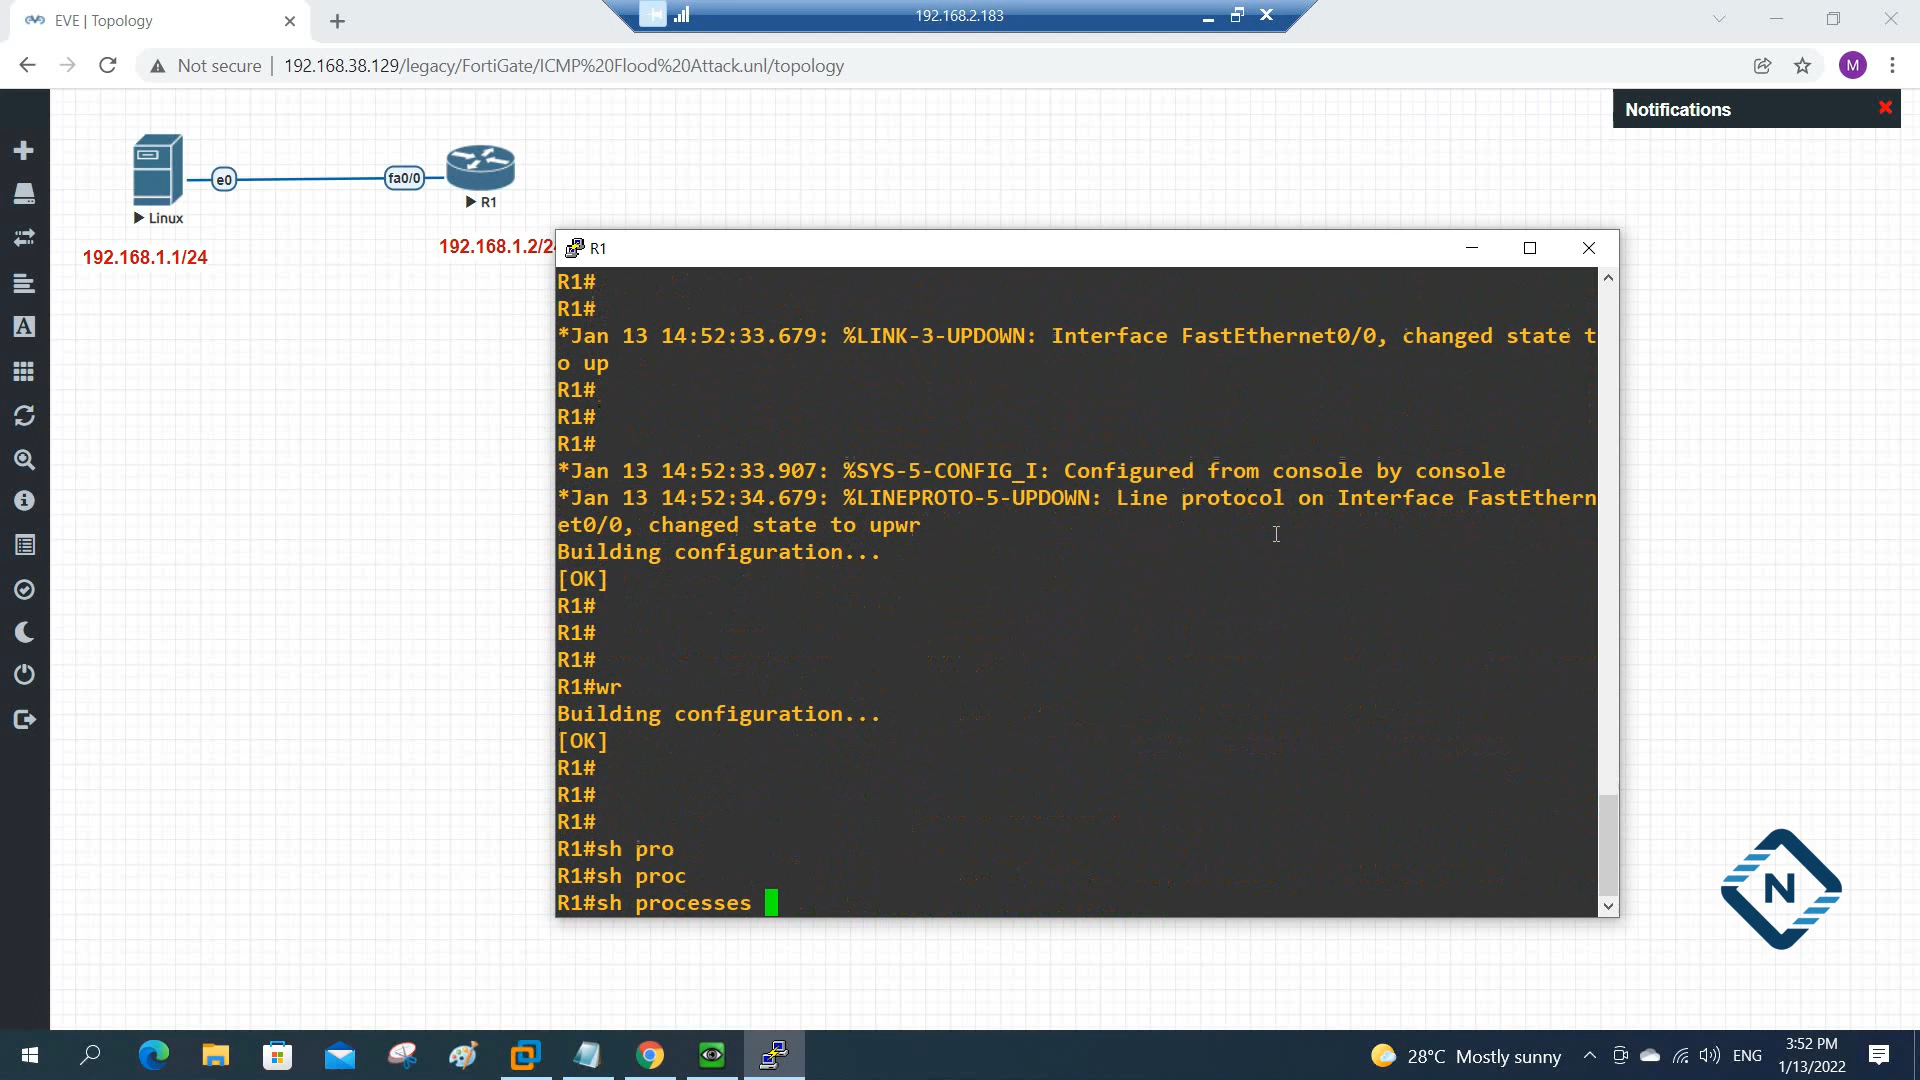 EVE | Topology
192.168.2.183
Not secure | 192.168.38.129/legacy/FortiGate/ICMP%20Flood%20Attack.unl/topology
M
Notifications
e0
fa0/0
Linux
R1
192.168.1.1/24
192.168.1.2/24
R1
R1#
R1#
*Jan 13 14:52:33.679: %LINK-3-UPDOWN: Interface FastEthernet0/0, changed state t
o up
R1#
R1#
R1#
*Jan 13 14:52:33.907: %SYS-5-CONFIG_I: Configured from console by console
*Jan 13 14:52:34.679: %LINEPROTO-5-UPDOWN: Line protocol on Interface FastEthern
et0/0, changed state to upwr
Building configuration...
[OK]
R1#
R1#
R1#
R1#wr
Building configuration...
[OK]
R1#
R1#
R1#
R1#sh pro
R1#sh proc
R1#sh processes
N
28°C Mostly sunny
ENG
3:52 PM
1/13/2022